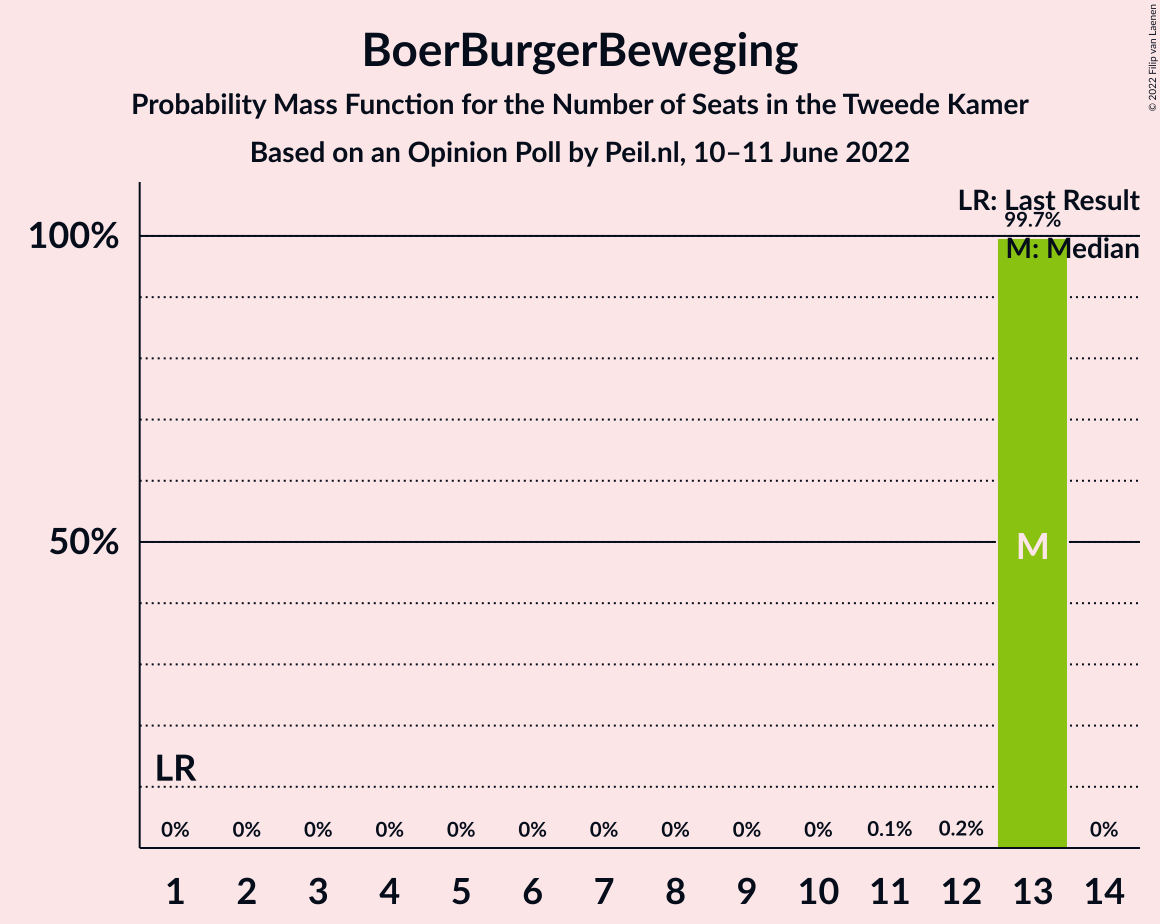 BoerBurgerBeweging
Probability Mass Function for the Number of Seats in the Tweede Kamer
Based on an Opinion Poll by Peil.nl, 10–11 June 2022
© 2022 Filip van Laenen
LR: Last Result
99.7%
100%
M: Median
50%
M
LR
0% 0% 0% 0% 0% 0% 0% 0% 0% 0% 0.1% 0.2% 0%
1 2 3 4 5 6 7 8 9 10 11 12 13 14